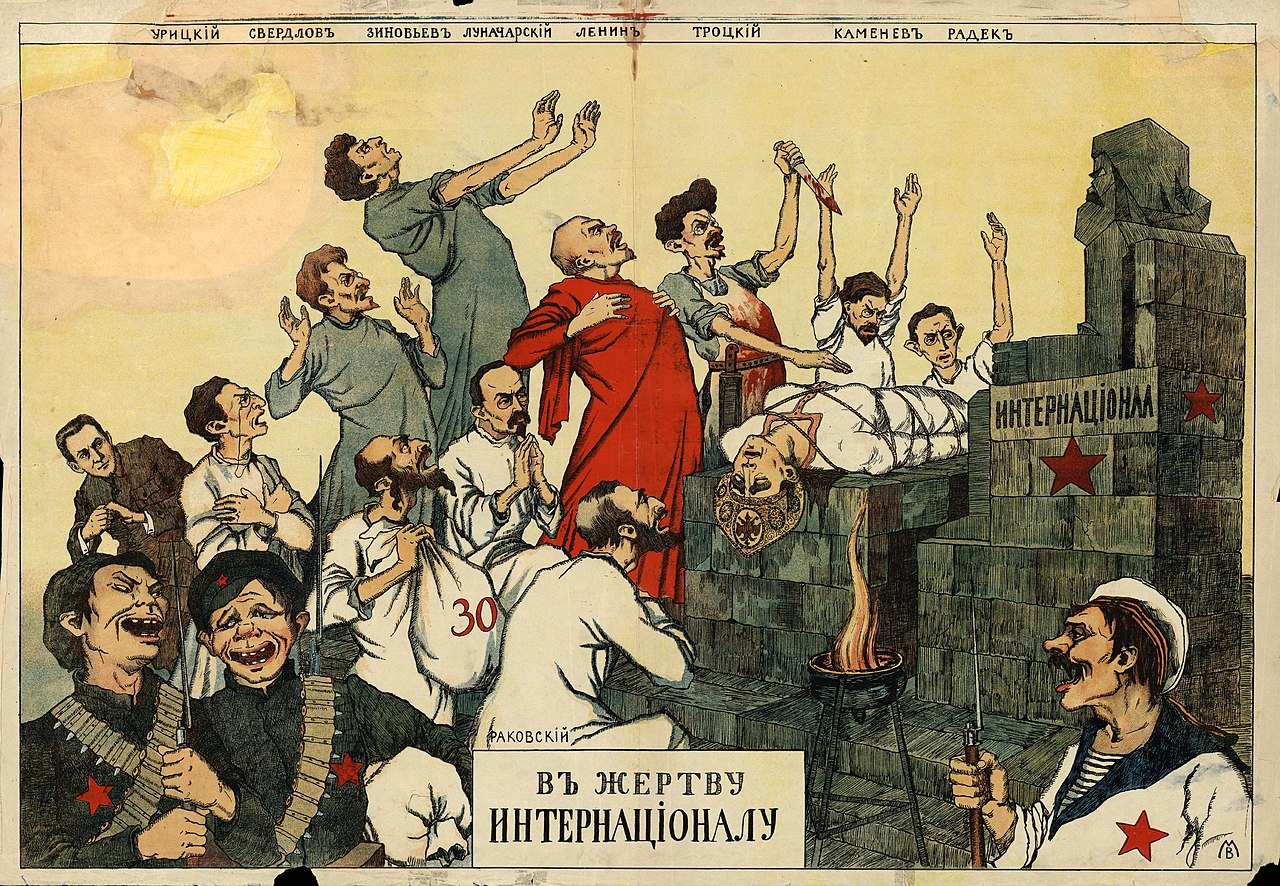 УРИЦКІЙ СВЕРДЛОВЪ ЗИНОВЬЕВЪ ЛУНАЧАРСКІЙ ЛЕНИНЪ ТРОЦКІЙ КАМЕНЕВЪ РАДЕКЪ
ИНТЕРНАЦІОНАЛ
30
РАКОВСКІЙ
ВЪ ЖЕРТВУ
ИНТЕРНАЦІОНАЛУ